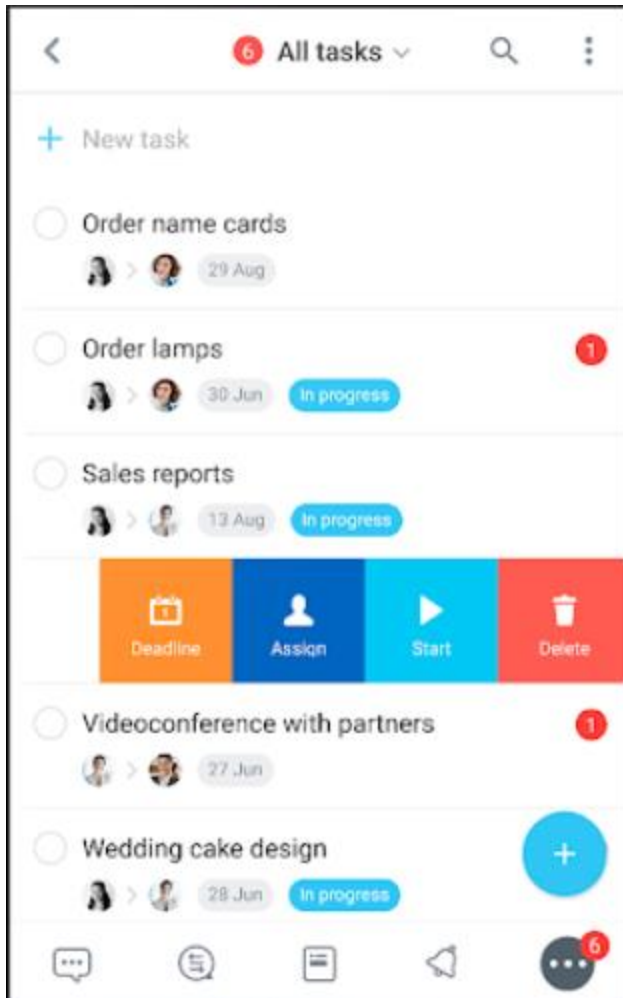 6 All tasks
New task
Order name cards
29 Aug
Order lamps 1
30 Jun In progress
Sales reports
13 Aug In progress
Deadline Assign Start Delete
Videoconference with partners 1
27 Jun
Wedding cake design
28 Jun In progress
6